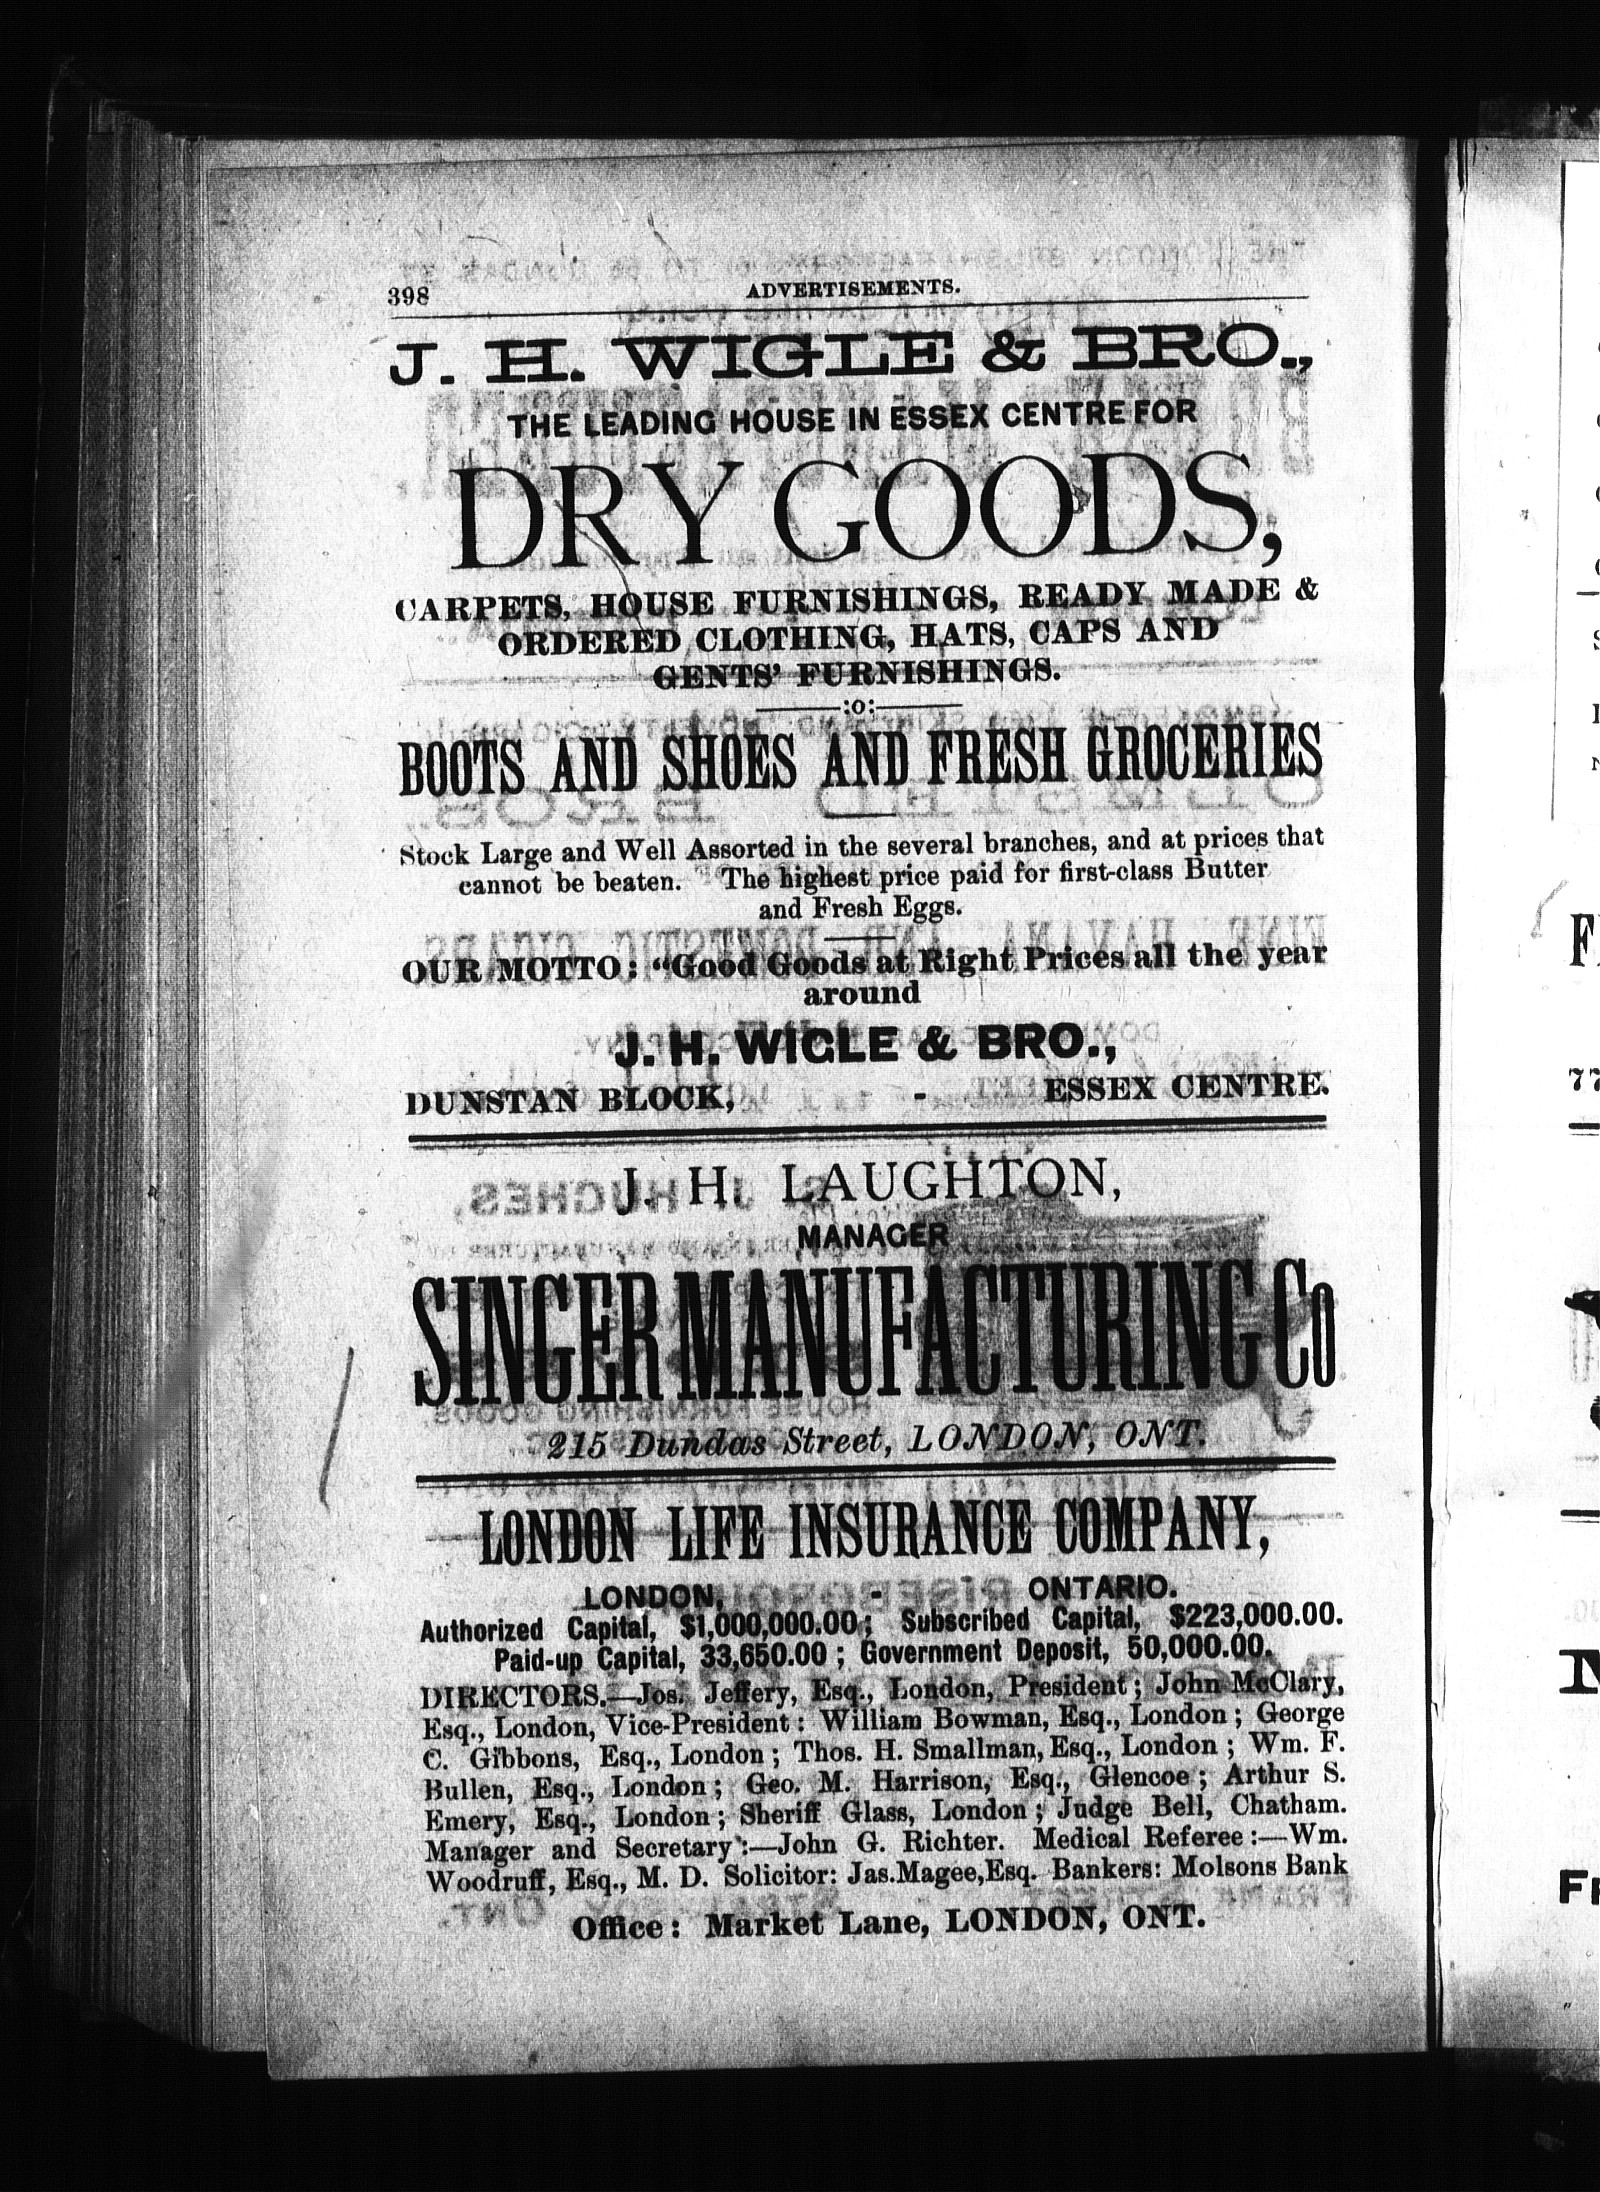 398
ADVERTISEMENTS.
J. H. WIGLE & BRO.,
THE LEADING HOUSE IN ESSEX CENTRE FOR
DRY GOODS,
CARPETS, HOUSE FURNISHINGS, READY MADE &
ORDERED CLOTHING, HATS, CAPS AND
GENTS' FURNISHINGS.
:o:
BOOTS AND SHOES AND FRESH GROCERIES
Stock Large and Well Assorted in the several branches, and at prices that
cannot be beaten. The highest price paid for first-class Butter
and Fresh Eggs.
OUR MOTTO: "Good Goods at Right Prices all the year
around
J. H. WIGLE & BRO.,
DUNSTAN BLOCK, - ESSEX CENTRE.
J. H. LAUGHTON,
MANAGER
SINGER MANUFACTURING Co
215 Dundas Street, LONDON, ONT.
LONDON LIFE INSURANCE COMPANY,
LONDON, - ONTARIO.
Authorized Capital, $1,000,000.00; Subscribed Capital, $223,000.00.
Paid-up Capital, 33,650.00; Government Deposit, 50,000.00.
DIRECTORS.—Jos. Jeffery, Esq., London, President; John McClary,
Esq., London, Vice-President: William Bowman, Esq., London; George
C. Gibbons, Esq., London; Thos. H. Smallman, Esq., London; Wm. F.
Bullen, Esq., London; Geo. M. Harrison, Esq., Glencoe; Arthur S.
Emery, Esq., London; Sheriff Glass, London; Judge Bell, Chatham.
Manager and Secretary:—John G. Richter. Medical Referee:—Wm.
Woodruff, Esq., M. D. Solicitor: Jas.Magee,Esq. Bankers: Molsons Bank
Office: Market Lane, LONDON, ONT.